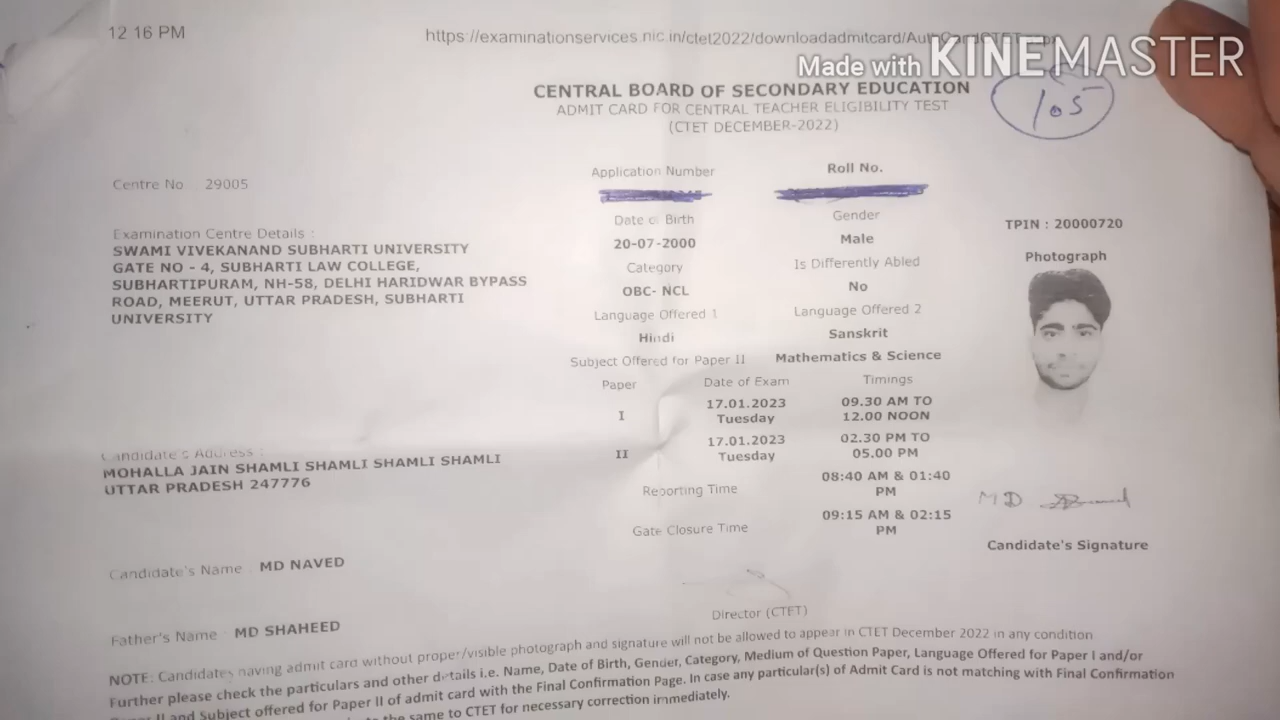 12 16 PM
https://examinationservices.nic.in/ctet2022/downloadadmitcard/
Made with KINEMASTER
CENTRAL BOARD OF SECONDARY EDUCATION
ADMIT CARD FOR CENTRAL TEACHER ELIGIBILITY TEST
(CTET DECEMBER-2022)
105
Centre No 29005
Application Number
Roll No.
Examination Centre Details :
SWAMI VIVEKANAND SUBHARTI UNIVERSITY
GATE NO - 4, SUBHARTI LAW COLLEGE,
SUBHARTIPURAM, NH-58, DELHI HARIDWAR BYPASS
ROAD, MEERUT, UTTAR PRADESH, SUBHARTI
UNIVERSITY
Date of Birth
Gender
20-07-2000
Male
Category
Is Differently Abled
OBC- NCL
No
Language Offered 1
Language Offered 2
Hindi
Sanskrit
Subject Offered for Paper II
Mathematics & Science
Paper
Date of Exam
Timings
I
17.01.2023
Tuesday
09.30 AM TO
12.00 NOON
II
17.01.2023
Tuesday
02.30 PM TO
05.00 PM
Reporting Time
08:40 AM & 01:40
PM
Gate Closure Time
09:15 AM & 02:15
PM
TPIN : 20000720
Photograph
MD
Candidate's Signature
Candidate's Address :
MOHALLA JAIN SHAMLI SHAMLI SHAMLI SHAMLI
UTTAR PRADESH 247776
Candidate's Name MD NAVED
Father's Name MD SHAHEED
Director (CTET)
NOTE: Candidates having admit card without proper/visible photograph and signature will not be allowed to appear in CTET December 2022 in any condition
Further please check the particulars and other details i.e. Name, Date of Birth, Gender, Category, Medium of Question Paper, Language Offered for Paper I and/or
Paper II and Subject offered for Paper II of admit card with the Final Confirmation Page. In case any particular(s) of Admit Card is not matching with Final Confirmation
the same to CTET for necessary correction immediately.